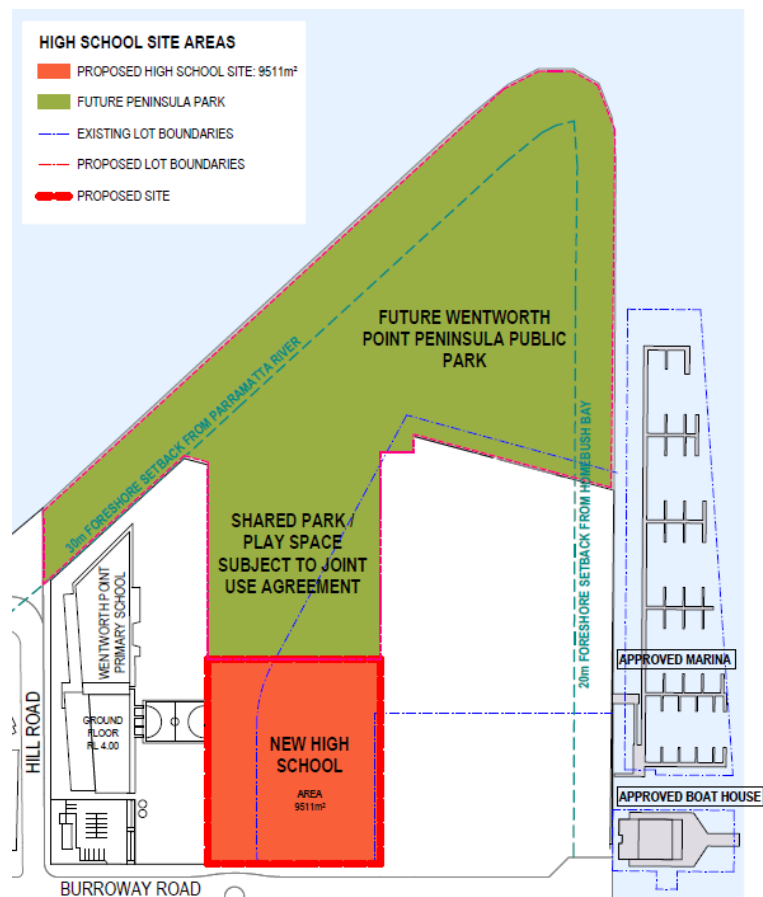 HIGH SCHOOL SITE AREAS
PROPOSED HIGH SCHOOL SITE: 9511m²
FUTURE PENINSULA PARK
EXISTING LOT BOUNDARIES
PROPOSED LOT BOUNDARIES
PROPOSED SITE
FUTURE WENTWORTH
POINT PENINSULA PUBLIC
PARK
30m FORESHORE SETBACK FROM PARRAMATTA RIVER
20m FORESHORE SETBACK FROM HOMEBUSH BAY
SHARED PARK /
PLAY SPACE
SUBJECT TO JOINT
USE AGREEMENT
WENTWORTH POINT
PRIMARY SCHOOL
GROUND
FLOOR
RL 4.00
HILL ROAD
NEW HIGH
SCHOOL
AREA
9511m²
APPROVED MARINA
APPROVED BOAT HOUSE
BURROWAY ROAD